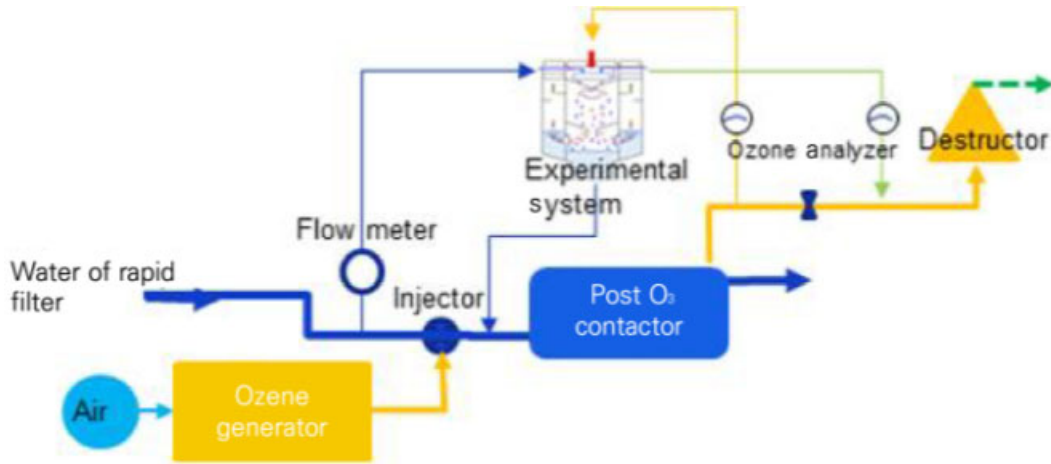 Ozone analyzer
Destructor
Experimental
system
Flow meter
Water of rapid
filter
Injector
Post O₃
contactor
Air
Ozene
generator